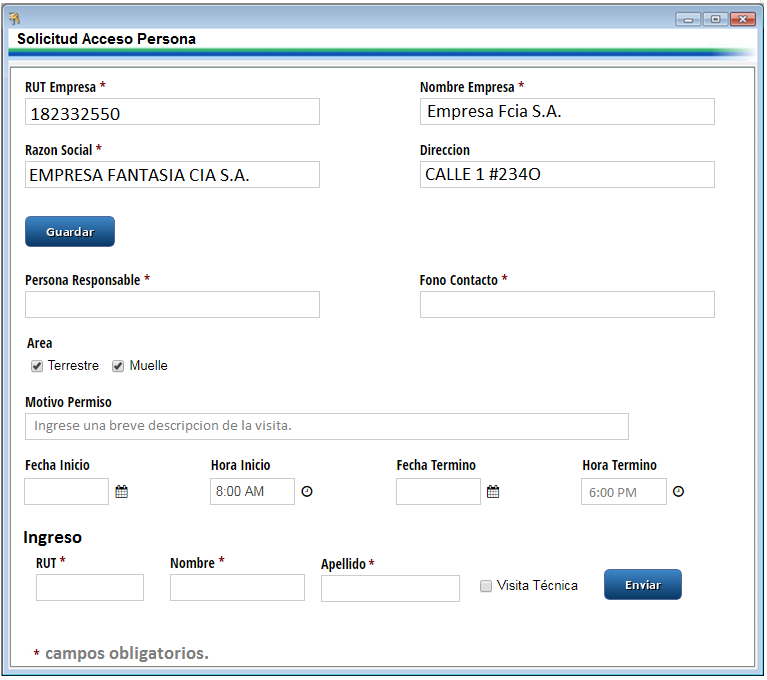 Solicitud Acceso Persona
RUT Empresa * Nombre Empresa *
182332550 Empresa Fcia S.A.
Razon Social * Direccion
EMPRESA FANTASIA CIA S.A. CALLE 1 #234O
Guardar
Persona Responsable * Fono Contacto *
Area
Terrestre Muelle
Motivo Permiso
Ingrese una breve descripcion de la visita.
Fecha Inicio Hora Inicio Fecha Termino Hora Termino
8:00 AM 6:00 PM
Ingreso
RUT * Nombre * Apellido *
Visita Técnica Enviar
* campos obligatorios.